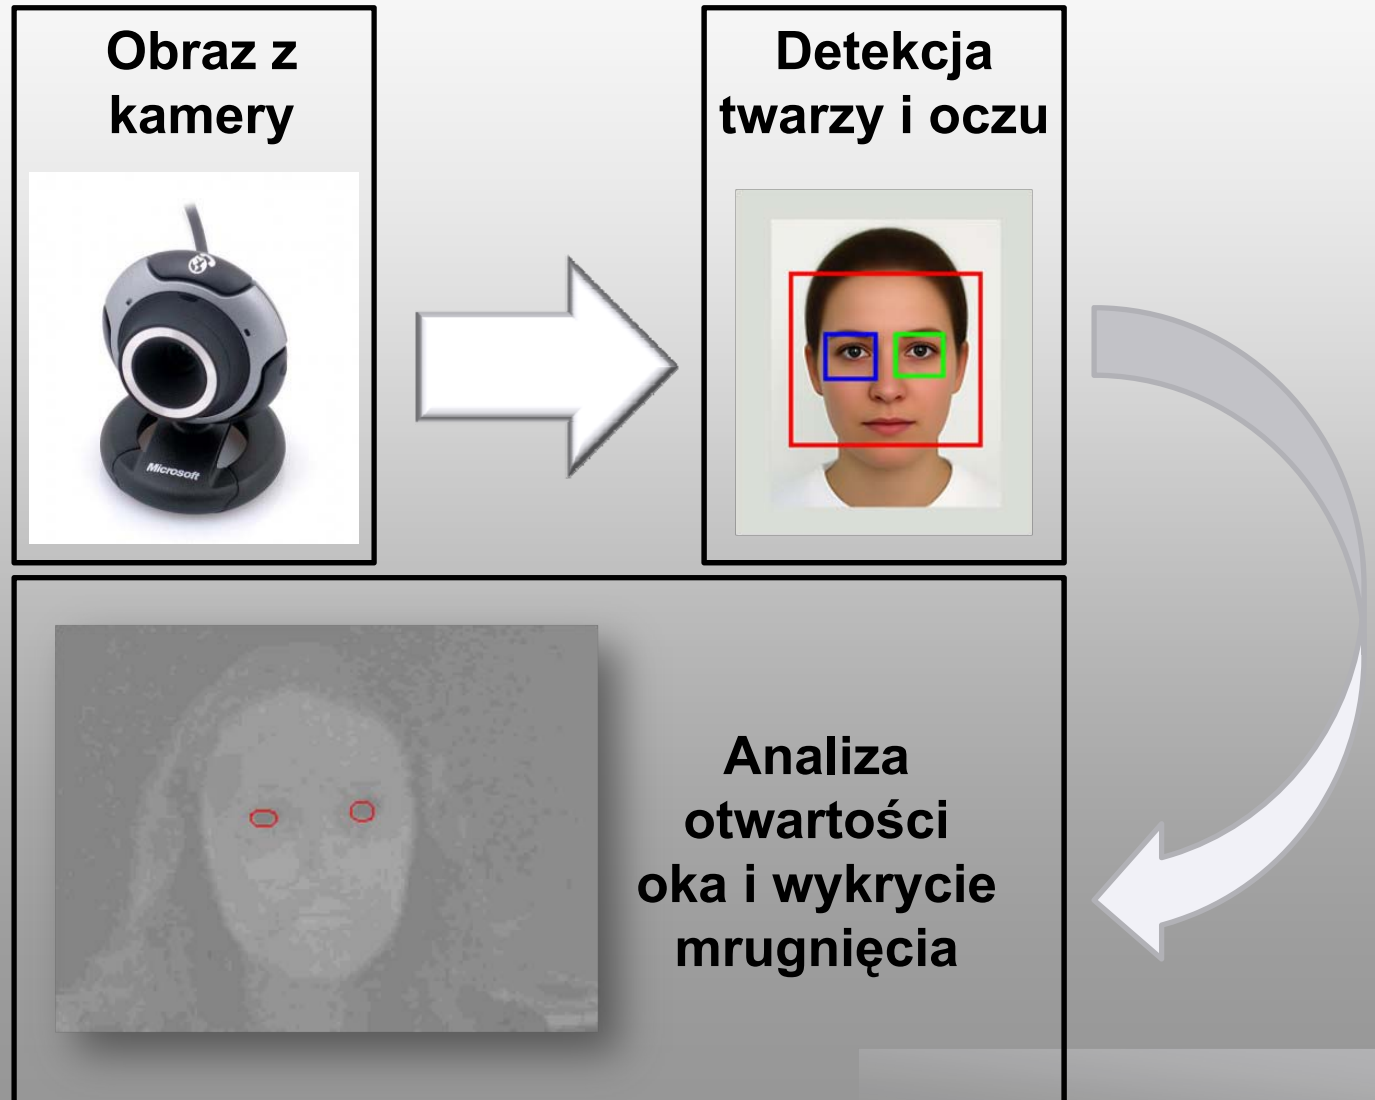 Obraz z
kamery
Detekcja
twarzy i oczu
Microsoft
Analiza
otwartości
oka i wykrycie
mrugnięcia